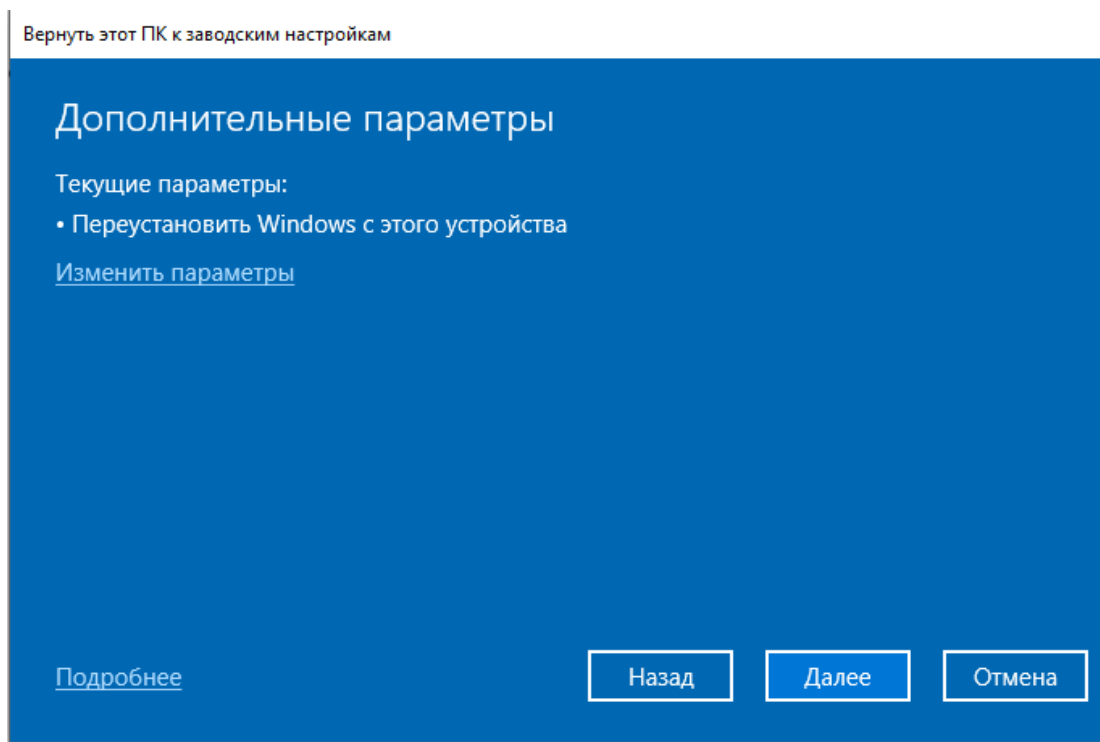 Вернуть этот ПК к заводским настройкам
Дополнительные параметры
Текущие параметры:
• Переустановить Windows с этого устройства
Изменить параметры
Подробнее
Назад
Далее
Отмена